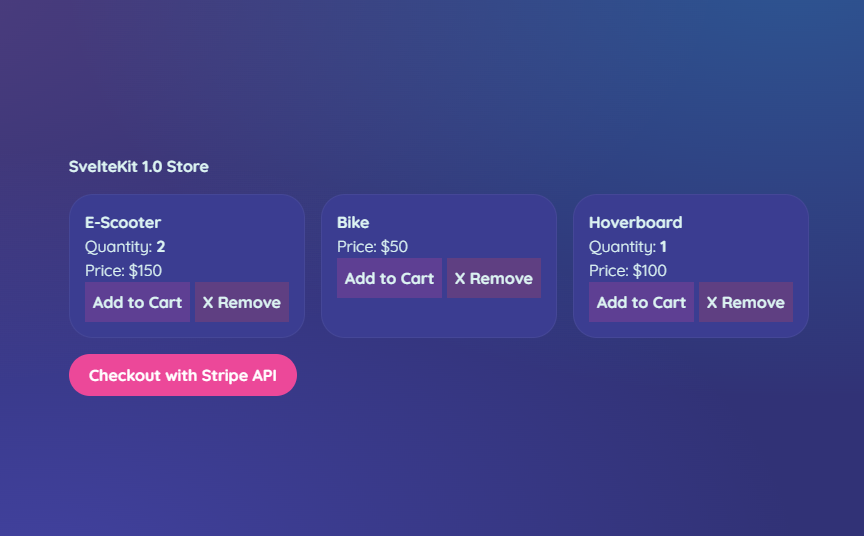 SvelteKit 1.0 Store
E-Scooter
Quantity: 2
Price: $150
Add to Cart
X Remove
Bike
Price: $50
Add to Cart
X Remove
Hoverboard
Quantity: 1
Price: $100
Add to Cart
X Remove
Checkout with Stripe API